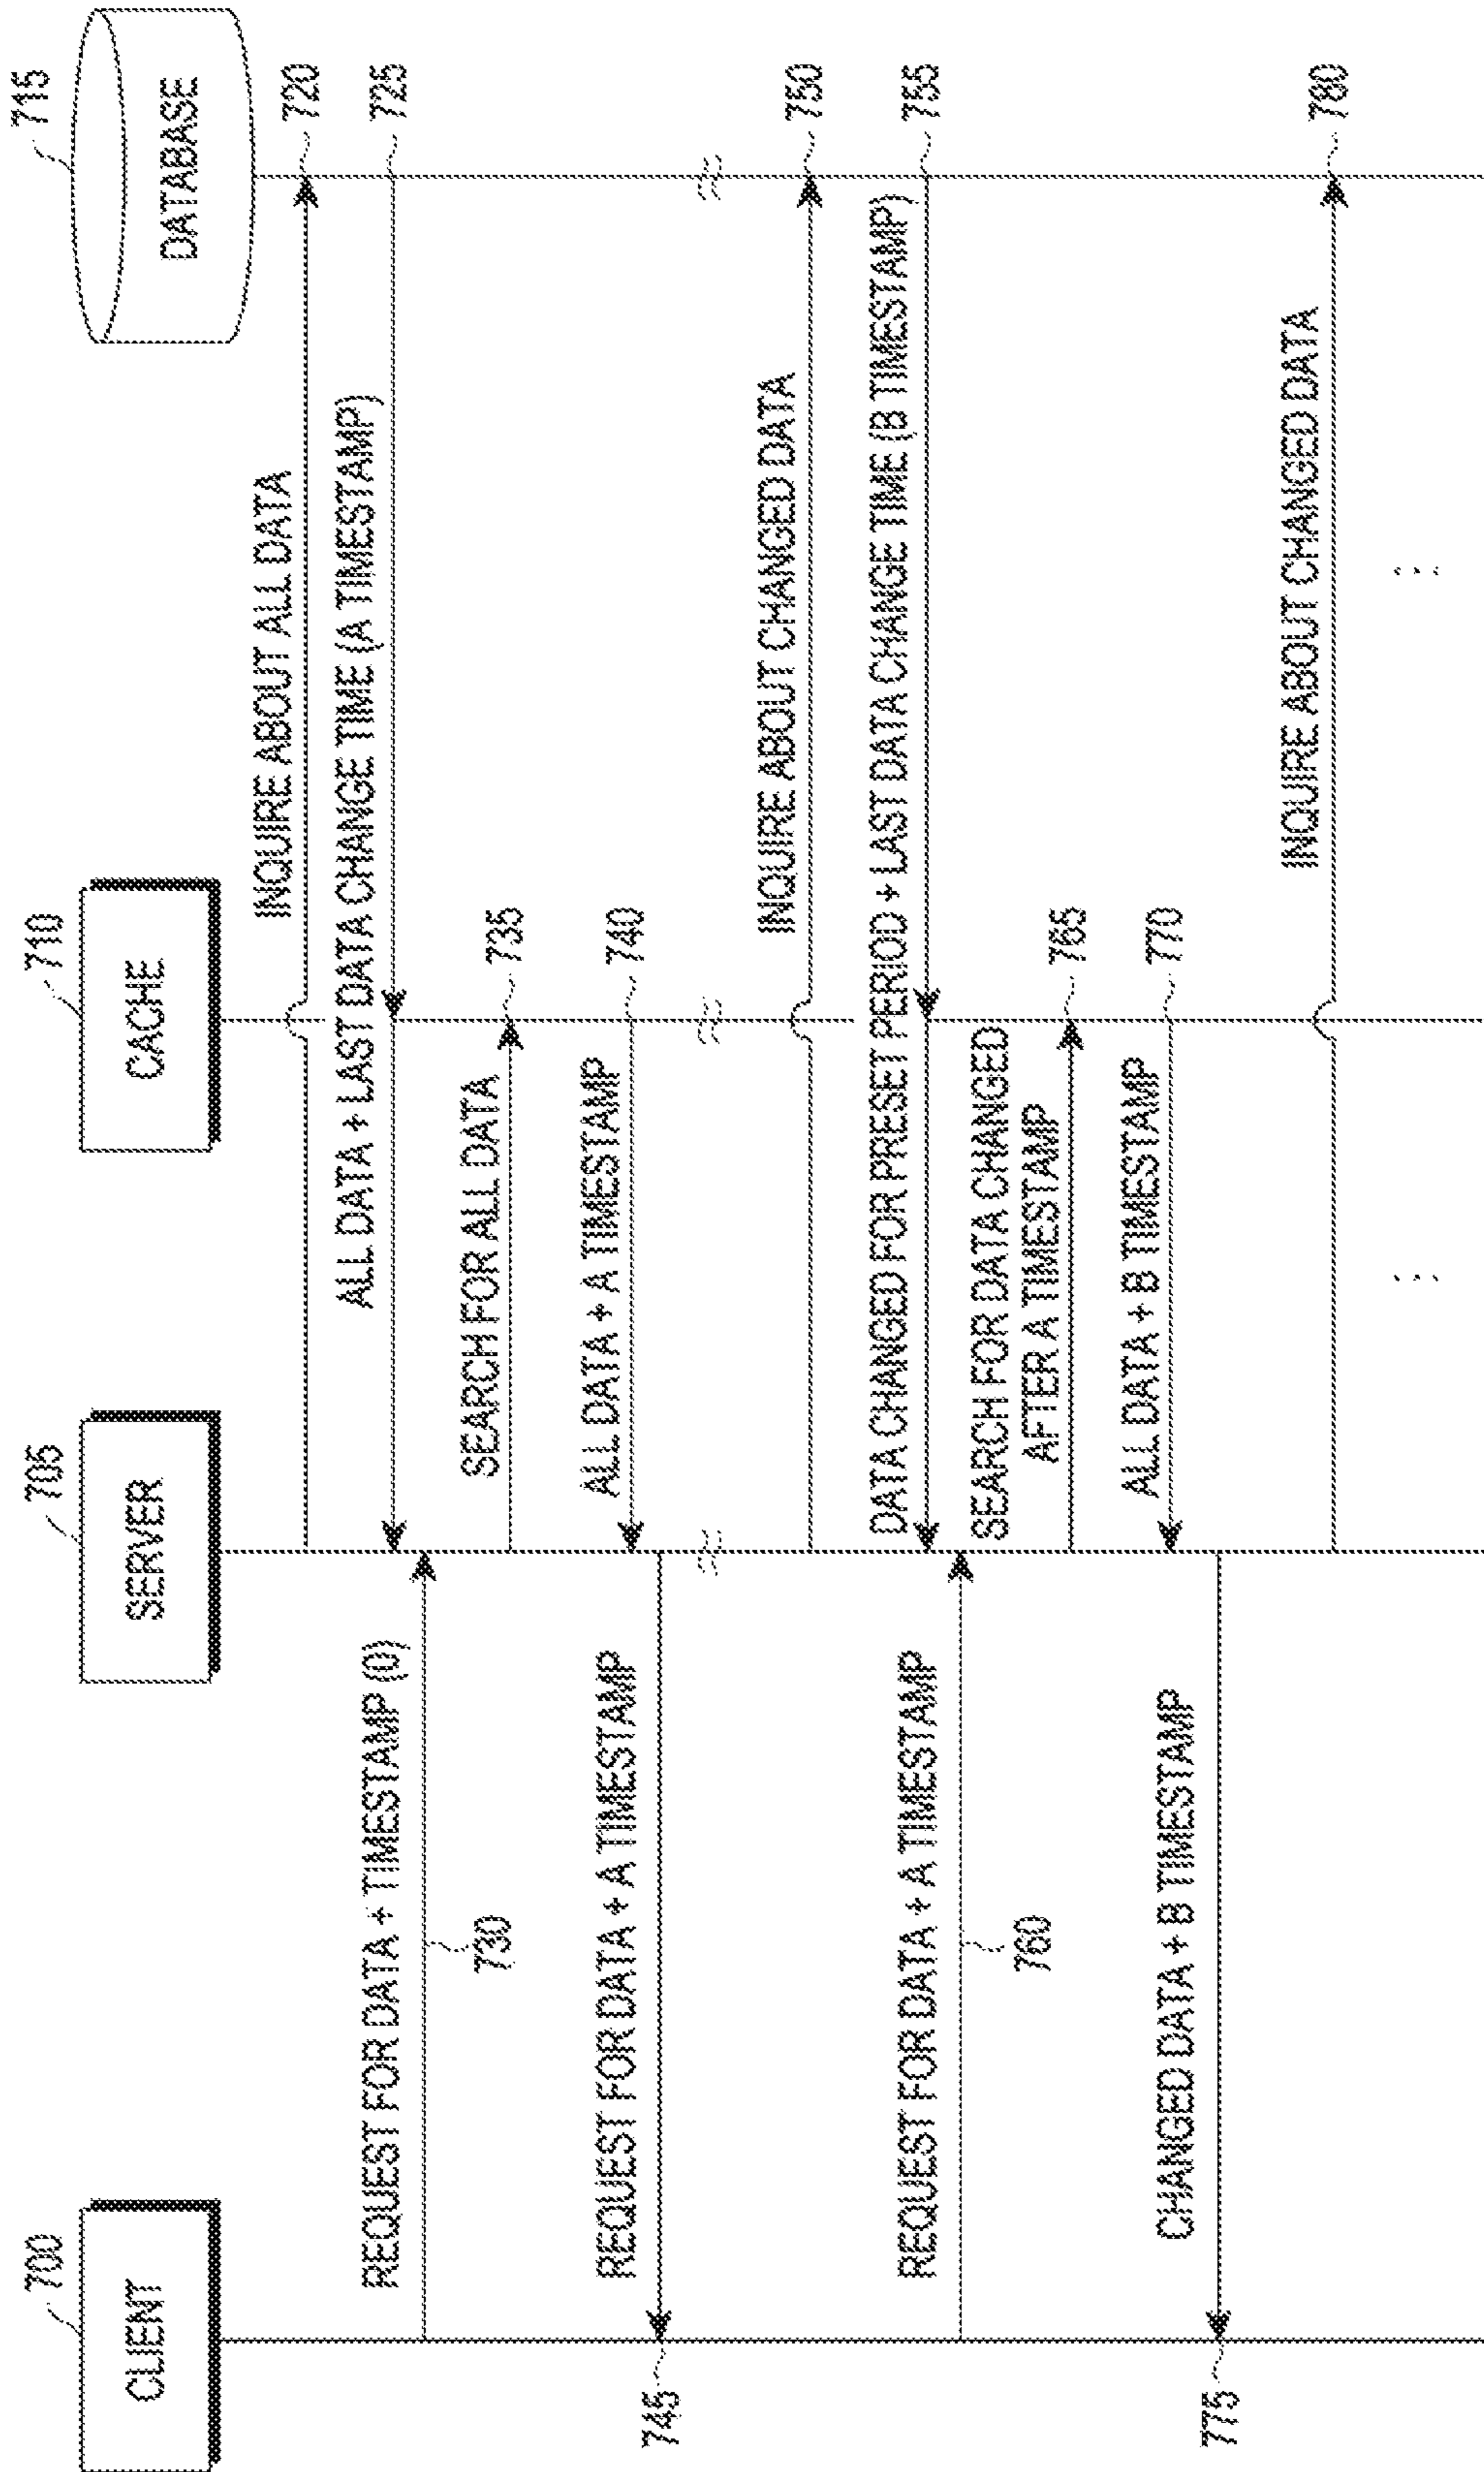 700
CLIENT
705
SERVER
710
CACHE
715
DATABASE
INQUIRE ABOUT ALL DATA
720
ALL DATA + LAST DATA CHANGE TIME (A TIMESTAMP)
725
REQUEST FOR DATA + TIMESTAMP (0)
730
SEARCH FOR ALL DATA
735
ALL DATA + A TIMESTAMP
740
REQUEST FOR DATA + A TIMESTAMP
745
INQUIRE ABOUT CHANGED DATA
750
DATA CHANGED FOR PRESET PERIOD + LAST DATA CHANGE TIME (B TIMESTAMP)
755
REQUEST FOR DATA + A TIMESTAMP
760
SEARCH FOR DATA CHANGED
AFTER A TIMESTAMP
765
ALL DATA + B TIMESTAMP
770
CHANGED DATA + B TIMESTAMP
775
INQUIRE ABOUT CHANGED DATA
780